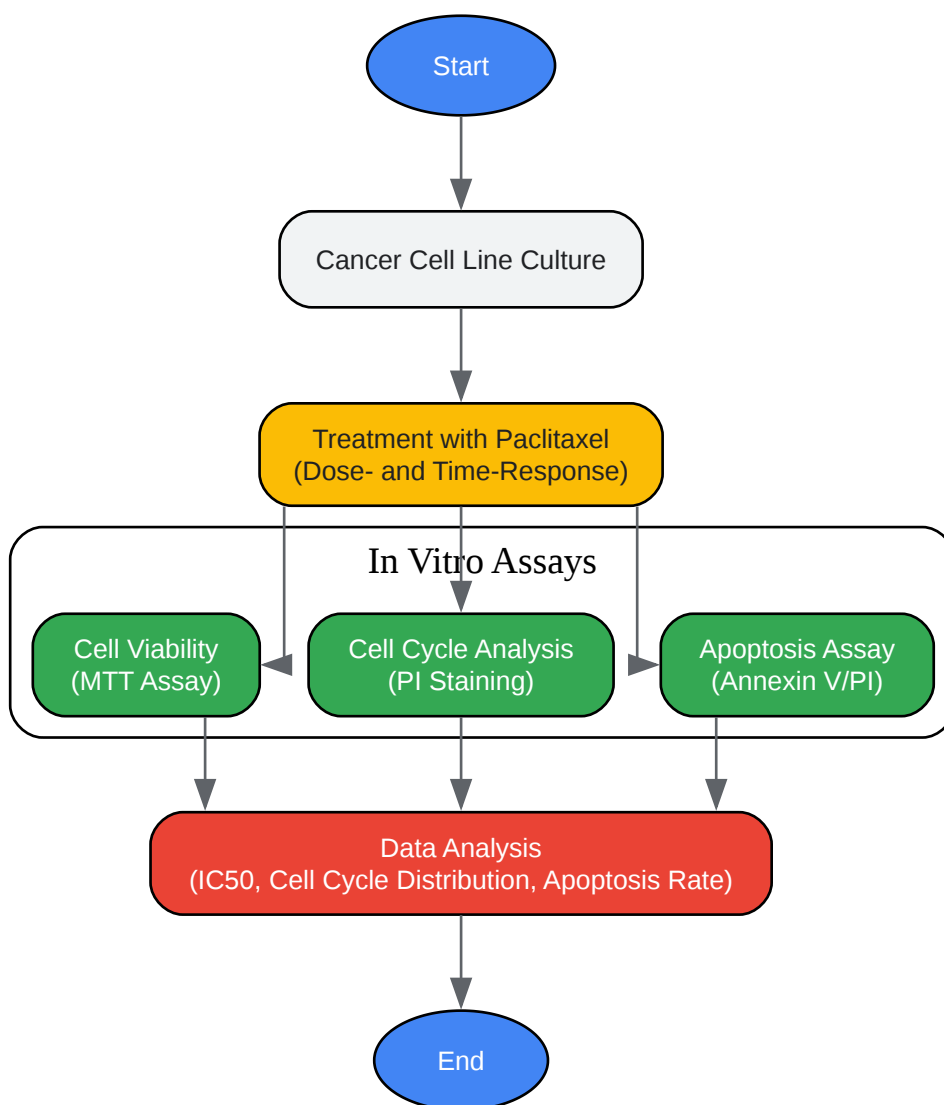 Start
Cancer Cell Line Culture
Treatment with Paclitaxel
(Dose- and Time-Response)
In Vitro Assays
Cell Viability
(MTT Assay)
Cell Cycle Analysis
(PI Staining)
Apoptosis Assay
(Annexin V/PI)
Data Analysis
(IC50, Cell Cycle Distribution, Apoptosis Rate)
End